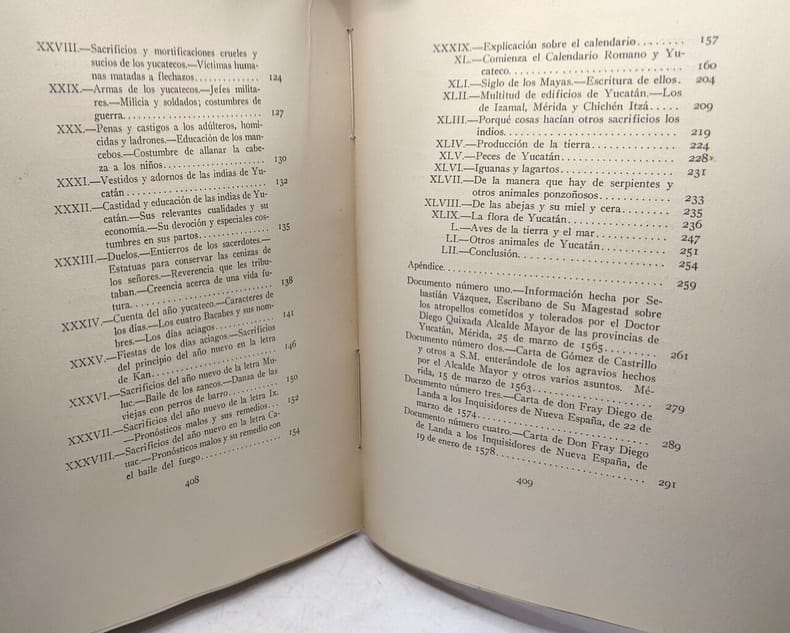 XXVIII.—Sacrificios y mortificaciones crueles y
sucios de los yucatecos.—Víctimas huma-
nas matadas a flechazos............. 124
XXIX.—Armas de los yucatecos.—Jefes milita-
res.—Milicia y soldados; costumbres de
guerra............................. 127
XXX.—Penas y castigos a los adúlteros, homi-
cidas y ladrones.—Educación de los man-
cebos.—Costumbre de allanar la cabe-
za a los niños..................... 130
XXXI.—Vestidos y adornos de las indias de Yu-
catán.............................. 132
XXXII.—Castidad y educación de las indias de Yu-
catán.—Sus relevantes cualidades y su
economía.—Su devoción y especiales cos-
tumbres en sus partos............... 135
XXXIII.—Duelos.—Entierros de los sacerdotes.—
Estatuas para conservar las cenizas de
los señores.—Reverencia que les tribu-
taban.—Creencia acerca de una vida fu-
tura............................... 138
XXXIV.—Cuenta del año yucateco.—Caracteres de
los días.—Los cuatro Bacabes y sus nom-
bres.—Los días aciagos.............. 141
XXXV.—Fiestas de los días aciagos.—Sacrificios
del principio del año nuevo en la letra
de Kan............................. 146
XXXVI.—Sacrificios del año nuevo de la letra Mu-
luc.—Baile de los zancos.—Danza de las
viejas con perros de barro.......... 150
XXXVII.—Sacrificios del año nuevo de la letra Ix.
—Pronósticos malos y sus remedios... 152
XXXVIII.—Sacrificios del año nuevo en la letra Ca-
uac.—Pronósticos malos y su remedio con
el baile del fuego.................. 154
408
XXXIX.—Explicación sobre el calendario........ 157
XL.—Comienza el Calendario Romano y Yu-
cateco............................. 160
XLI.—Siglo de los Mayas.—Escritura de ellos. 204
XLII.—Multitud de edificios de Yucatán.—Los
de Izamal, Mérida y Chichén Itzá..... 209
XLIII.—Porqué cosas hacían otros sacrificios los
indios............................. 219
XLIV.—Producción de la tierra............... 224
XLV.—Peces de Yucatán..................... 228
XLVI.—Iguanas y lagartos................... 231
XLVII.—De la manera que hay de serpientes y
otros animales ponzoñosos........... 233
XLVIII.—De las abejas y su miel y cera........ 235
XLIX.—La flora de Yucatán.................. 236
L.—Aves de la tierra y el mar............ 247
LI.—Otros animales de Yucatán............ 251
LII.—Conclusión......................... 254
Apéndice................................ 259
Documento número uno.—Información hecha por Se-
bastián Vázquez, Escribano de Su Magestad sobre
los atropellos cometidos y tolerados por el Doctor
Diego Quixada Alcalde Mayor de las provincias de
Yucatán, Mérida, 25 de marzo de 1565......... 261
Documento número dos.—Carta de Gómez de Castrillo
y otros a S.M. enterándole de los agravios hechos
por el Alcalde Mayor y otros varios asuntos. Mé-
rida, 15 de marzo de 1563.................. 279
Documento número tres.—Carta de don Fray Diego de
Landa a los Inquisidores de Nueva España, de 22 de
marzo de 1574............................ 289
Documento número cuatro.—Carta de Don Fray Diego
de Landa a los Inquisidores de Nueva España, de
19 de enero de 1578....................... 291
409